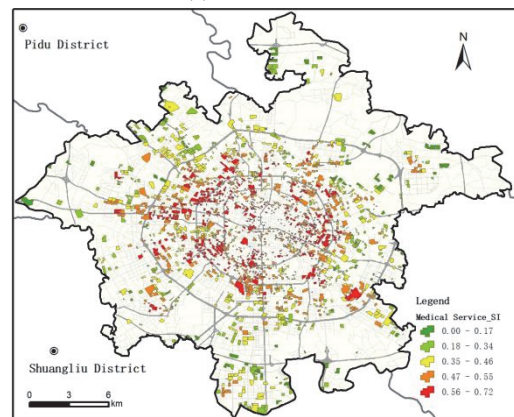 Pidu District
N
Shuangliu District
0 3 6
km
Legend
Medical Service_SI
0.00 - 0.17
0.18 - 0.34
0.35 - 0.46
0.47 - 0.55
0.56 - 0.72